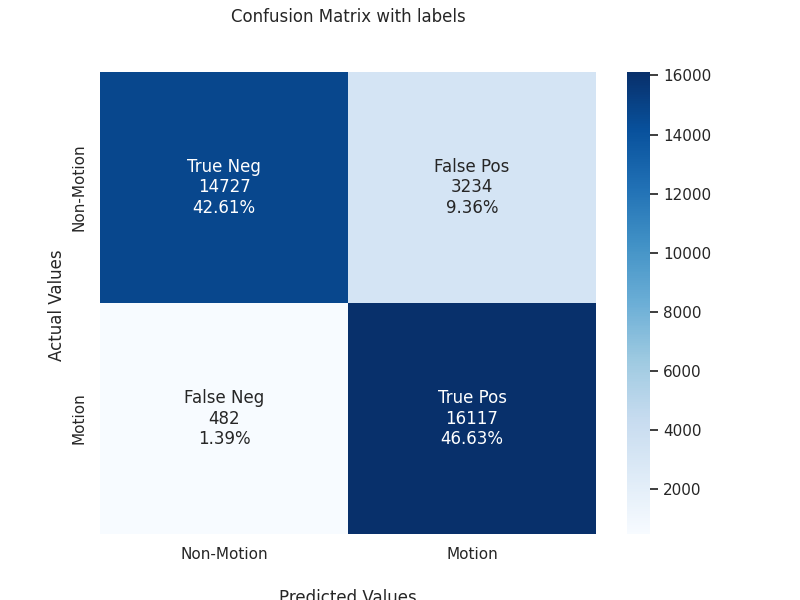 Confusion Matrix with labels
Actual Values
Non-Motion
Motion
True Neg
14727
42.61%
False Pos
3234
9.36%
False Neg
482
1.39%
True Pos
16117
46.63%
Non-Motion
Motion
Predicted Values
16000
14000
12000
10000
8000
6000
4000
2000